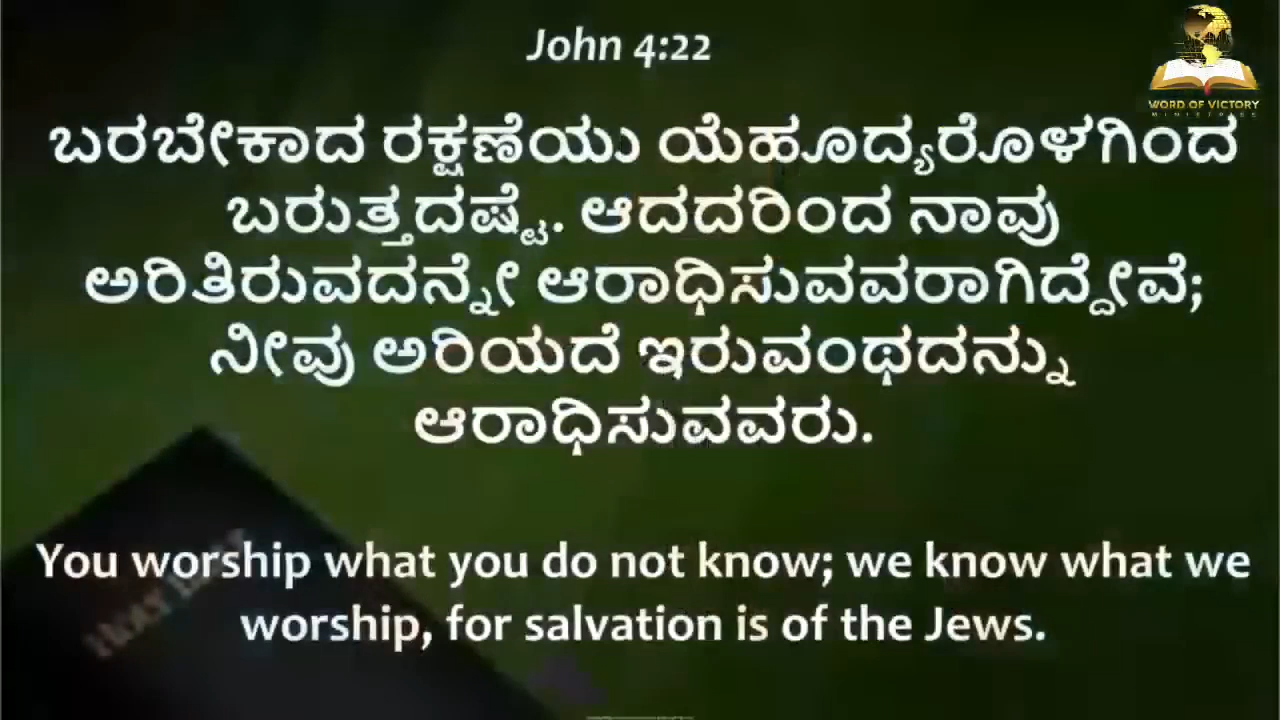 John 4:22
WORD OF VICTORY
MINISTRIES
ಬರಬೇಕಾದ ರಕ್ಷಣೆಯು ಯೆಹೂದ್ಯರೊಳಗಿಂದ
ಬರುತ್ತದಷ್ಟೆ. ಆದದರಿಂದ ನಾವು
ಅರಿತಿರುವದನ್ನೇ ಆರಾಧಿಸುವವರಾಗಿದ್ದೇವೆ;
ನೀವು ಅರಿಯದೆ ಇರುವಂಥದನ್ನು
ಆರಾಧಿಸುವವರು.
You worship what you do not know; we know what we
worship, for salvation is of the Jews.